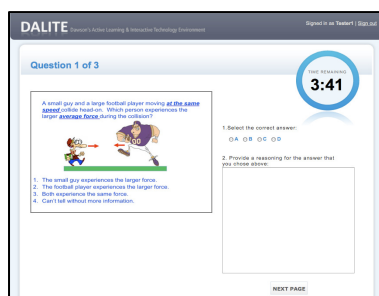 DALITE Dawson's Active Learning & Interactive Technology Environment
Signed in as Tester1 | Sign out
Question 1 of 3
TIME REMAINING
3:41
A small guy and a large football player moving at the same
speed collide head-on. Which person experiences the
larger average force during the collision?
00
1. The small guy experiences the larger force.
2. The football player experiences the larger force.
3. Both experience the same force.
4. Can't tell without more information.
1.Select the correct answer:
A B C D
2. Provide a reasoning for the answer that
you chose above:
NEXT PAGE